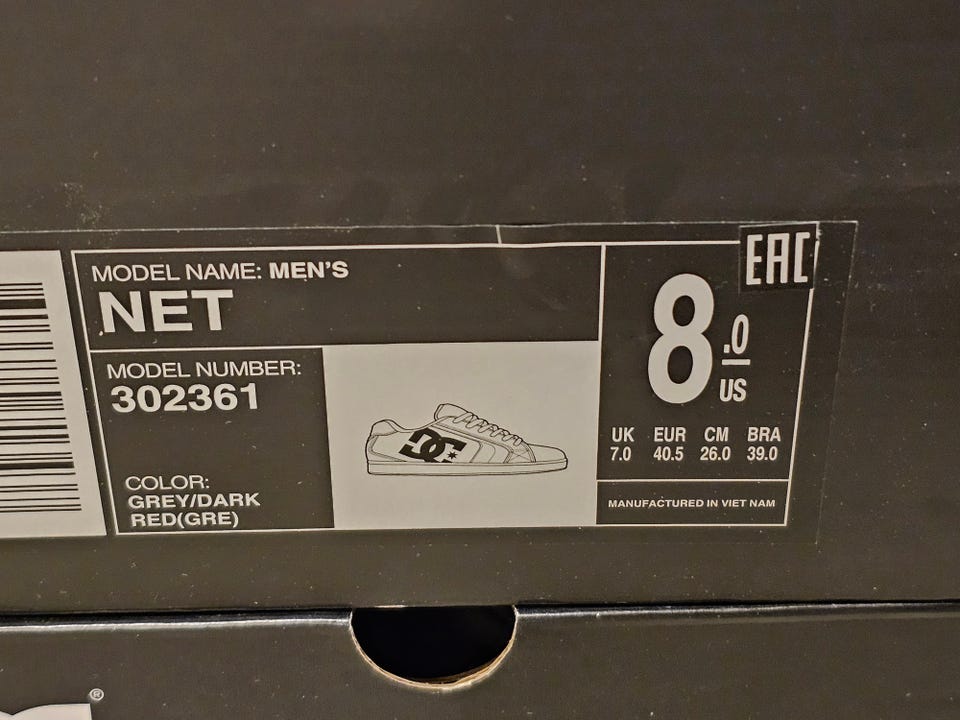 MODEL NAME: MEN'S
NET
MODEL NUMBER:
302361
COLOR:
GREY/DARK
RED(GRE)
DC
EAC
8.0
US
UK EUR CM BRA
7.0 40.5 26.0 39.0
MANUFACTURED IN VIET NAM
®